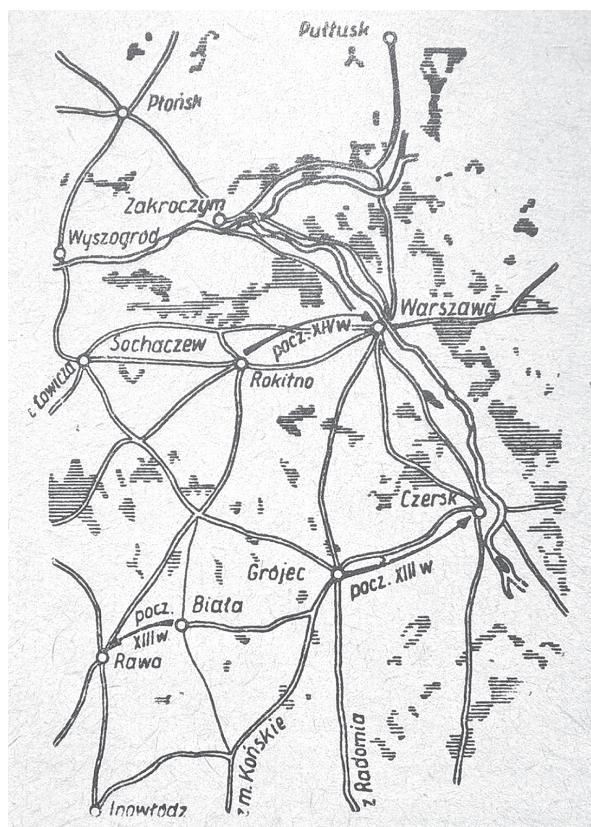 Pułtusk
Płońsk
Zakroczym
Wyszogród
Warszawa
Sochaczew
pocz. XIV w.
z Łowicza
Rokitno
Czersk
Grójec
pocz. XIII w
pocz.
XIII w
Biała
Rawa
z m. Końskie
z Radomia
Inowłódz